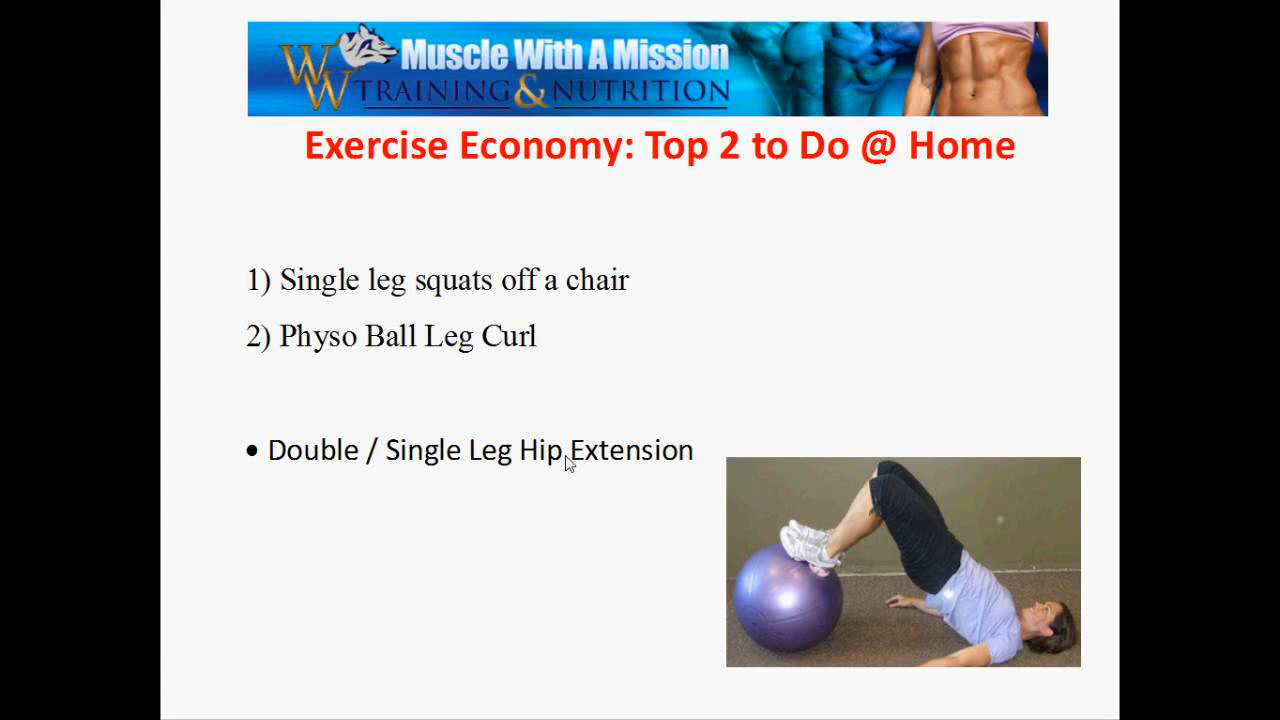 WW Muscle With A Mission
TRAINING & NUTRITION
Exercise Economy: Top 2 to Do @ Home
1) Single leg squats off a chair
2) Physo Ball Leg Curl
• Double / Single Leg Hip Extension